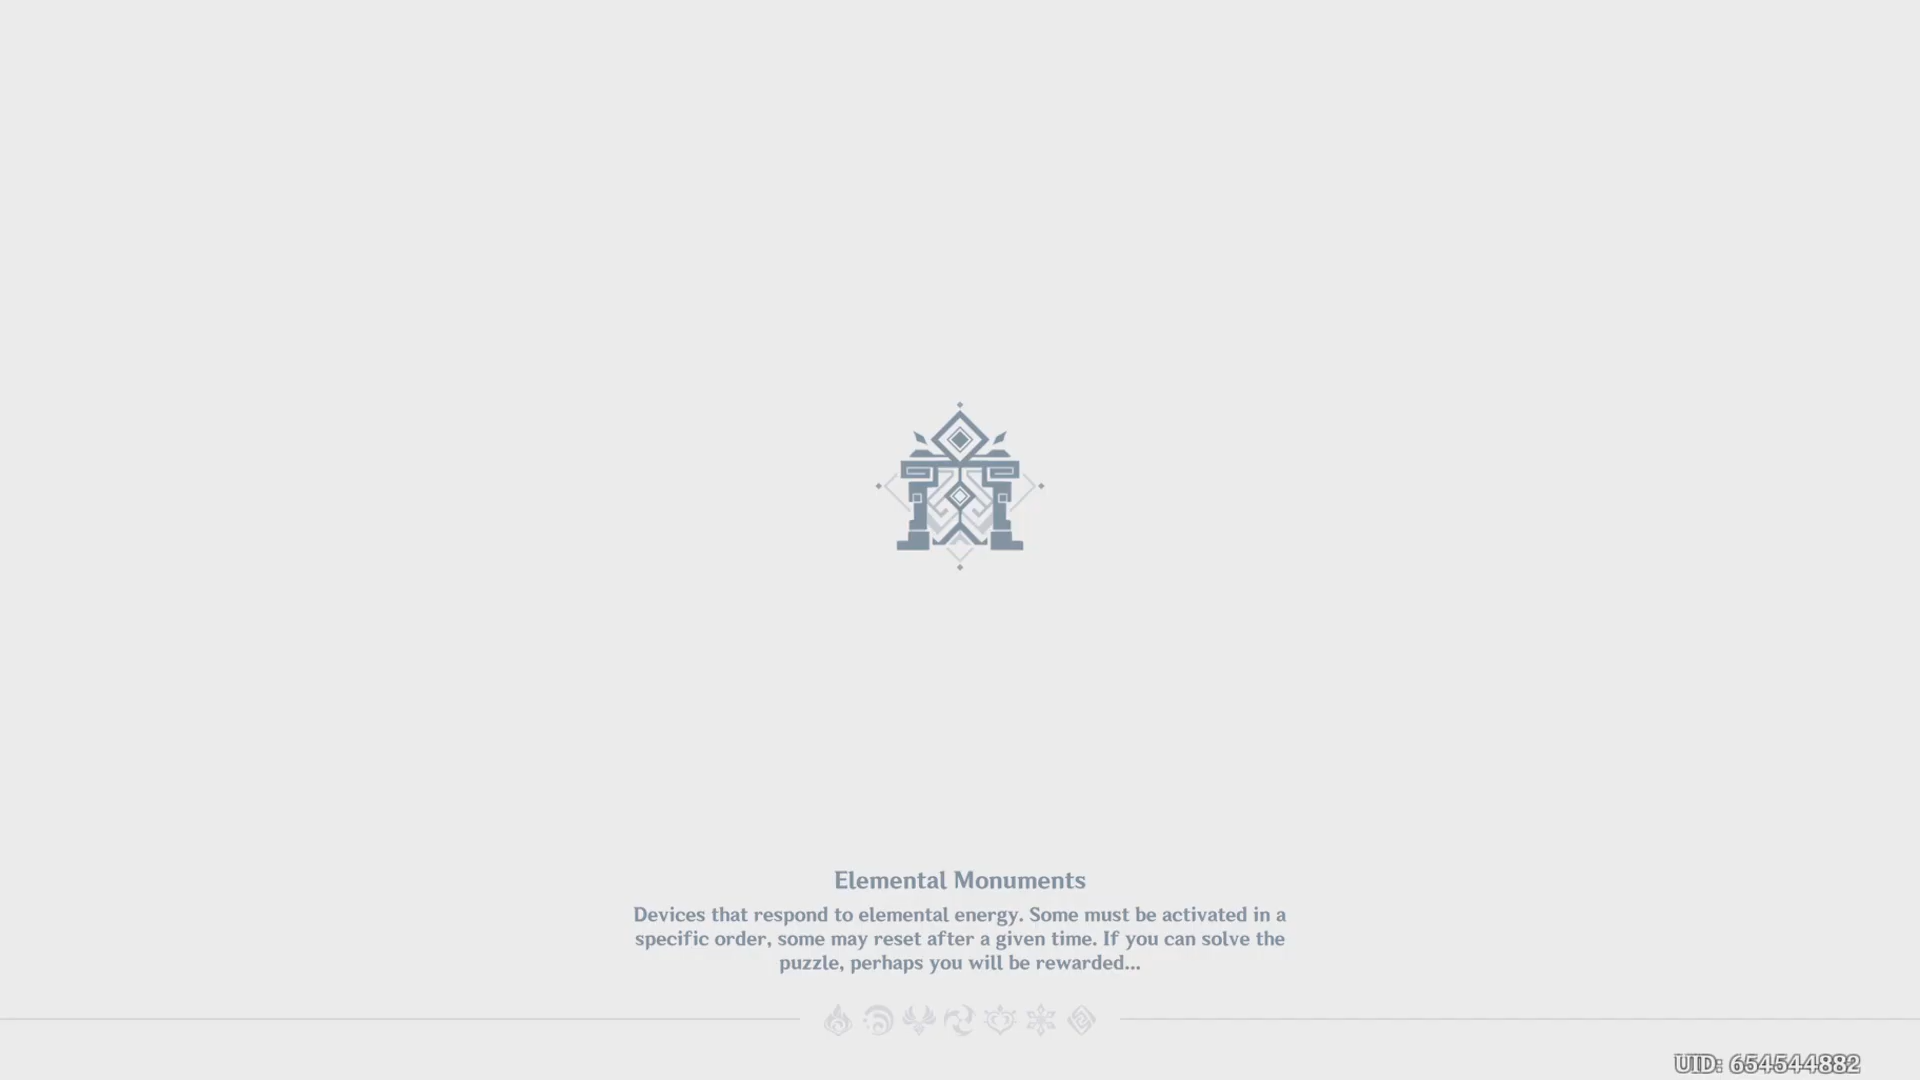 Elemental Monuments
Devices that respond to elemental energy. Some must be activated in a
specific order, some may reset after a given time. If you can solve the
puzzle, perhaps you will be rewarded...
UID: 654544882